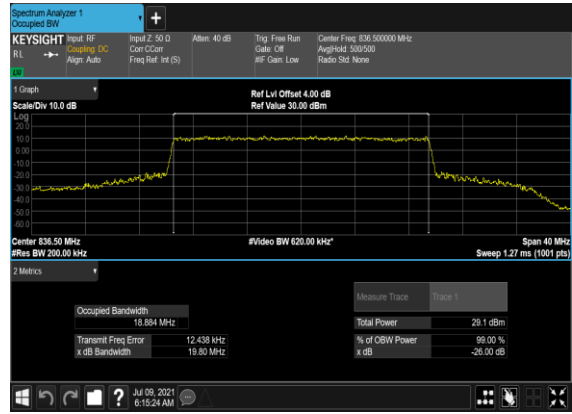 Spectrum Analyzer 1
Occupied BW
+
KEYSIGHT Input: RF Input Z: 50 Ω Atten: 40 dB Trig: Free Run Center Freq: 836.500000 MHz
RL Coupling: DC Corr CCorr Gate: Off Avg|Hold: 500/500
Align: Auto Freq Ref: Int (S) #IF Gain: Low Radio Std: None
1 Graph Ref Lvl Offset 4.00 dB
Scale/Div 10.0 dB Ref Value 30.00 dBm
Log
20.0
10.0
0.00
-10.0
-20.0
-30.0
-40.0
-50.0
-60.0
Center 836.50 MHz #Video BW 620.00 kHz* Span 40 MHz
#Res BW 200.00 kHz Sweep 1.27 ms (1001 pts)
2 Metrics
Measure Trace Trace 1
Occupied Bandwidth
18.884 MHz Total Power 29.1 dBm
Transmit Freq Error 12.438 kHz % of OBW Power 99.00 %
x dB Bandwidth 19.80 MHz x dB -26.00 dB
? Jul 09, 2021
6:15:24 AM